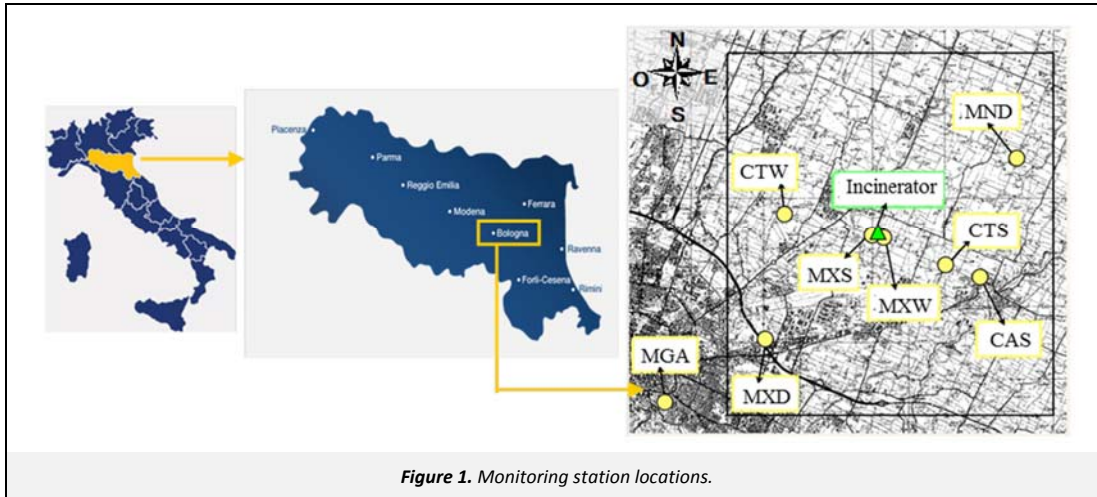 Piacenza
Parma
Reggio Emilia
Modena
Ferrara
Bologna
Ravenna
Forlì-Cesena
Rimini
N
O E
S
MND
CTW
Incinerator
CTS
MXS
MXW
CAS
MGA
MXD
Figure 1. Monitoring station locations.